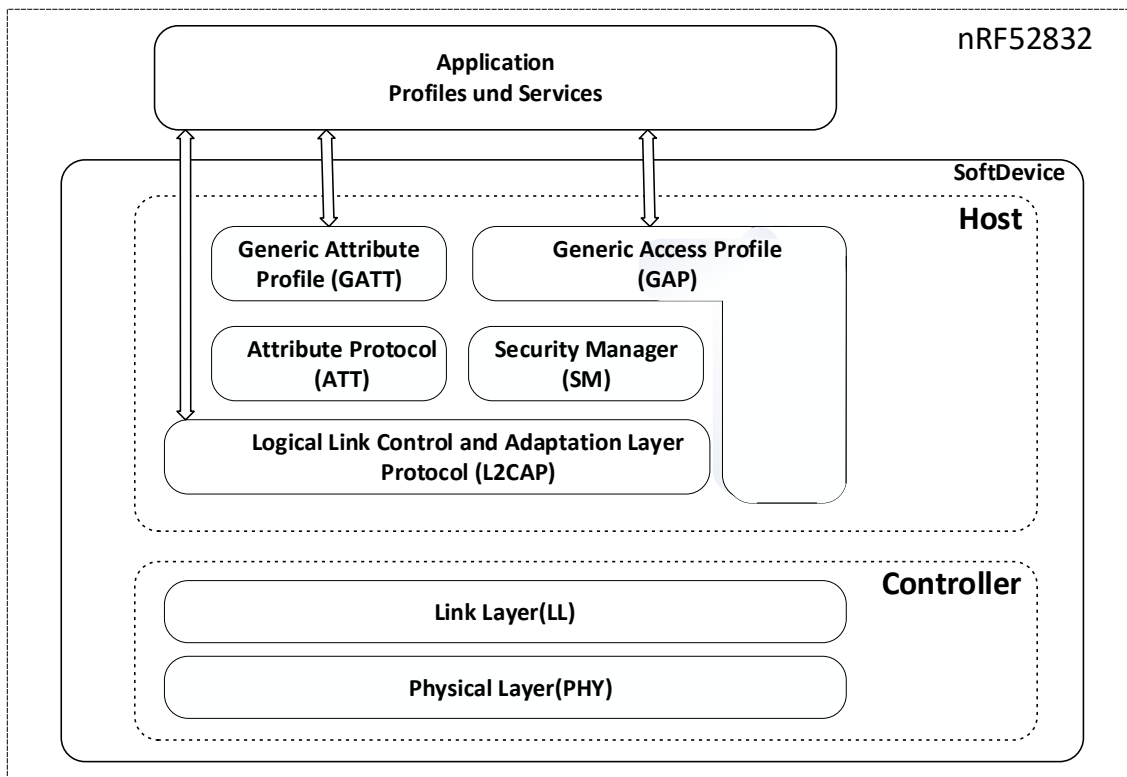 nRF52832
Application
Profiles und Services
SoftDevice
Host
Generic Attribute
Profile (GATT)
Generic Access Profile
(GAP)
Attribute Protocol
(ATT)
Security Manager
(SM)
Logical Link Control and Adaptation Layer
Protocol (L2CAP)
Controller
Link Layer(LL)
Physical Layer(PHY)